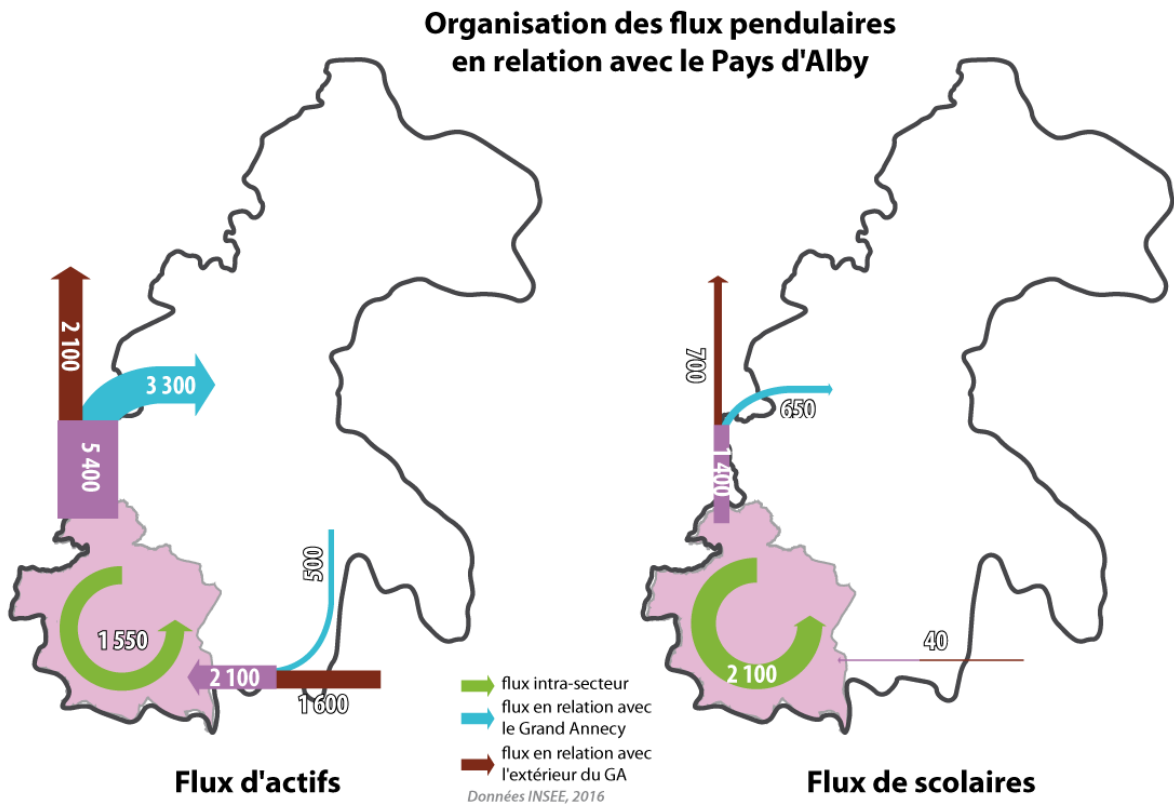 Organisation des flux pendulaires
en relation avec le Pays d'Alby
2 100
3 300
5 400
1 550
500
2 100
1 600
700
650
1 400
2 100
40
flux intra-secteur
flux en relation avec
le Grand Annecy
flux en relation avec
l'extérieur du GA
Données INSEE, 2016
Flux d'actifs
Flux de scolaires